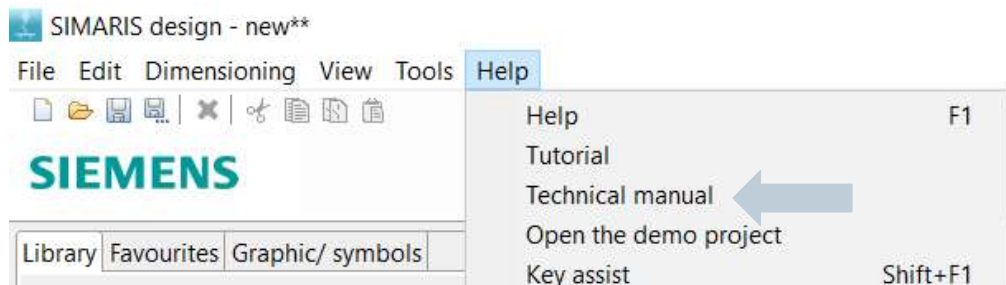 SIMARIS design - new**
File Edit Dimensioning View Tools Help
Help F1
Tutorial
SIEMENS
Technical manual
Open the demo project
Library Favourites Graphic/ symbols
Key assist Shift+F1